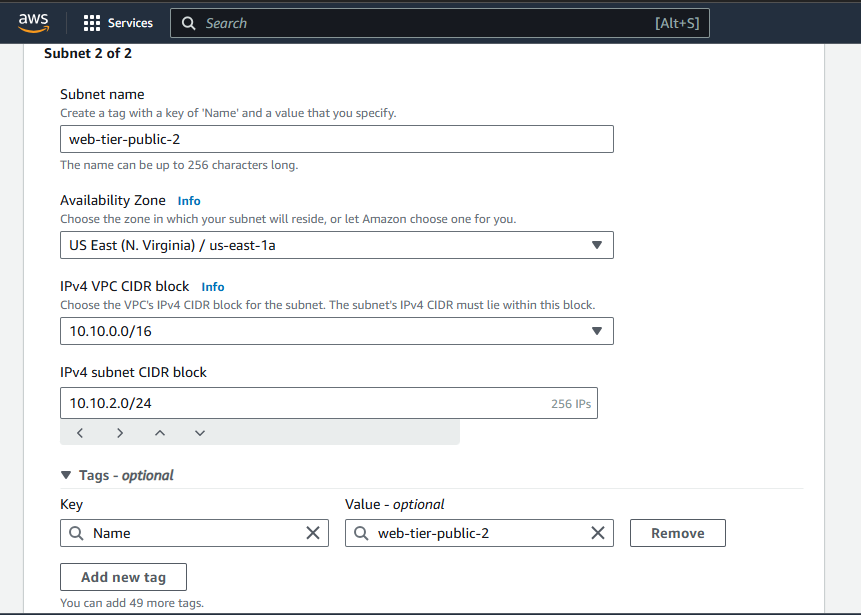 aws
Services
Search
[Alt+S]
Subnet 2 of 2
Subnet name
Create a tag with a key of 'Name' and a value that you specify.
web-tier-public-2
The name can be up to 256 characters long.
Availability Zone Info
Choose the zone in which your subnet will reside, or let Amazon choose one for you.
US East (N. Virginia) / us-east-1a
IPv4 VPC CIDR block Info
Choose the VPC's IPv4 CIDR block for the subnet. The subnet's IPv4 CIDR must lie within this block.
10.10.0.0/16
IPv4 subnet CIDR block
10.10.2.0/24 256 IPs
Tags - optional
Key Value - optional
Name web-tier-public-2 Remove
Add new tag
You can add 49 more tags.